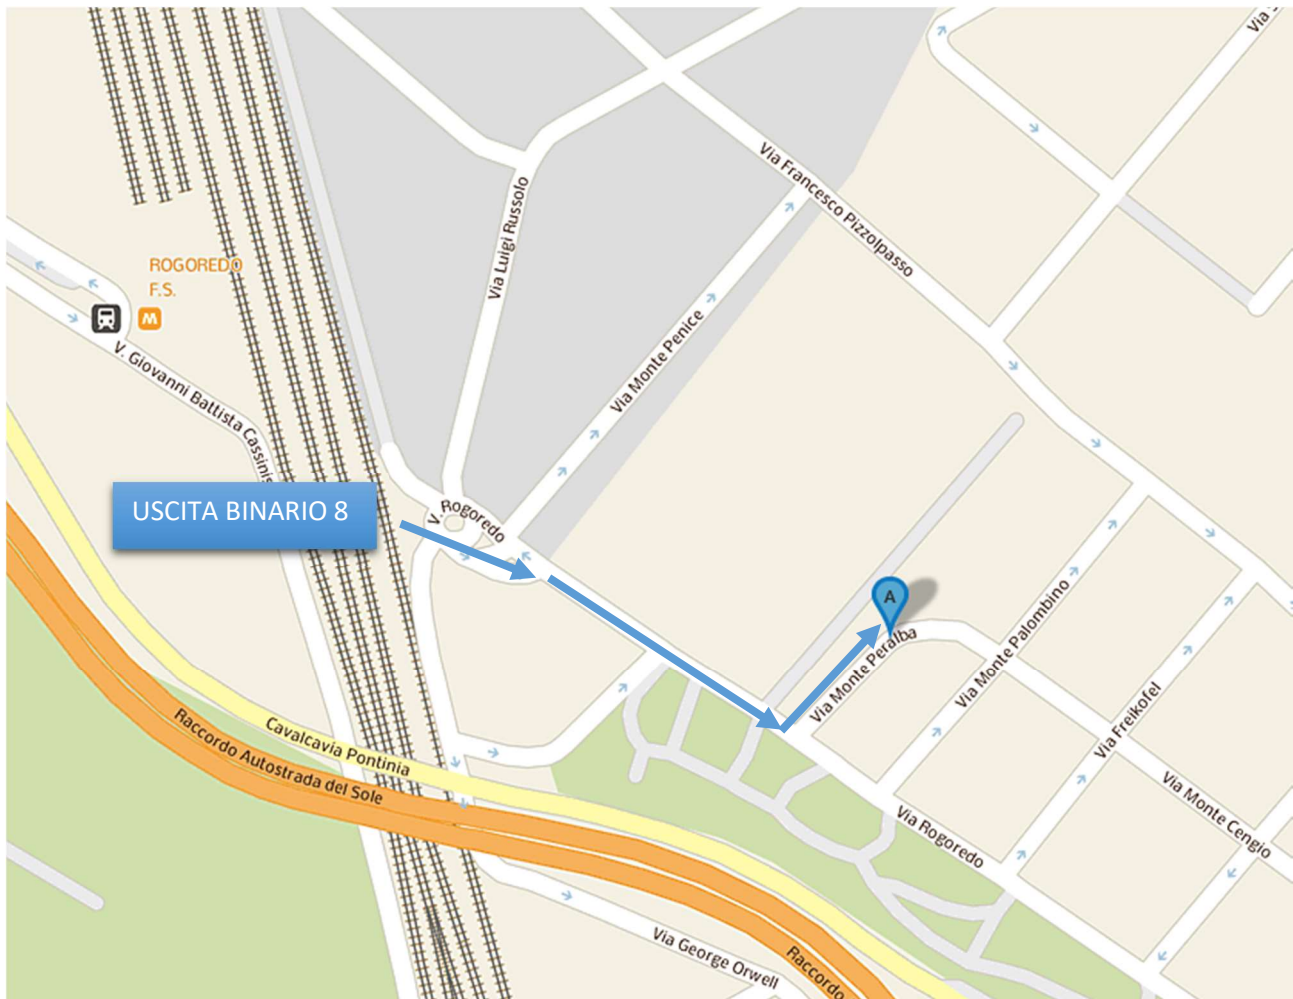 Via Francesco Pizzolpasso
Via Luigi Russolo
ROGOREDO
F.S.
M
Via Monte Penice
V. Giovanni Battista Cassinis
USCITA BINARIO 8
V. Rogoredo
A
Via Monte Peralba
Via Monte Palombino
Via Freikofel
Cavalcavia Pontinia
Raccordo Autostrada del Sole
Via Monte Cengio
Via Rogoredo
Via George Orwell
Raccordo